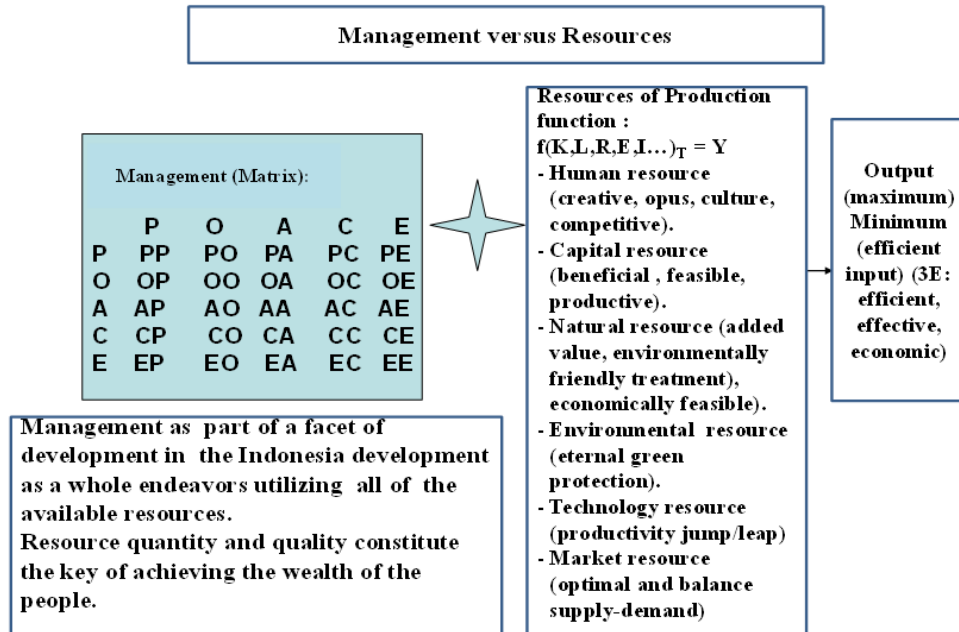 Management versus Resources
Management (Matrix):
P O A C E
P PP PO PA PC PE
O OP OO OA OC OE
A AP AO AA AC AE
C CP CO CA CC CE
E EP EO EA EC EE
Management as part of a facet of
development in the Indonesia development
as a whole endeavors utilizing all of the
available resources.
Resource quantity and quality constitute
the key of achieving the wealth of the
people.
Resources of Production
function :
f(K,L,R,E,I...)T = Y
- Human resource
(creative, opus, culture,
competitive).
- Capital resource
(beneficial , feasible,
productive).
- Natural resource (added
value, environmentally
friendly treatment),
economically feasible).
- Environmental resource
(eternal green
protection).
- Technology resource
(productivity jump/leap)
- Market resource
(optimal and balance
supply-demand)
Output
(maximum)
Minimum
(efficient
input) (3E:
efficient,
effective,
economic)